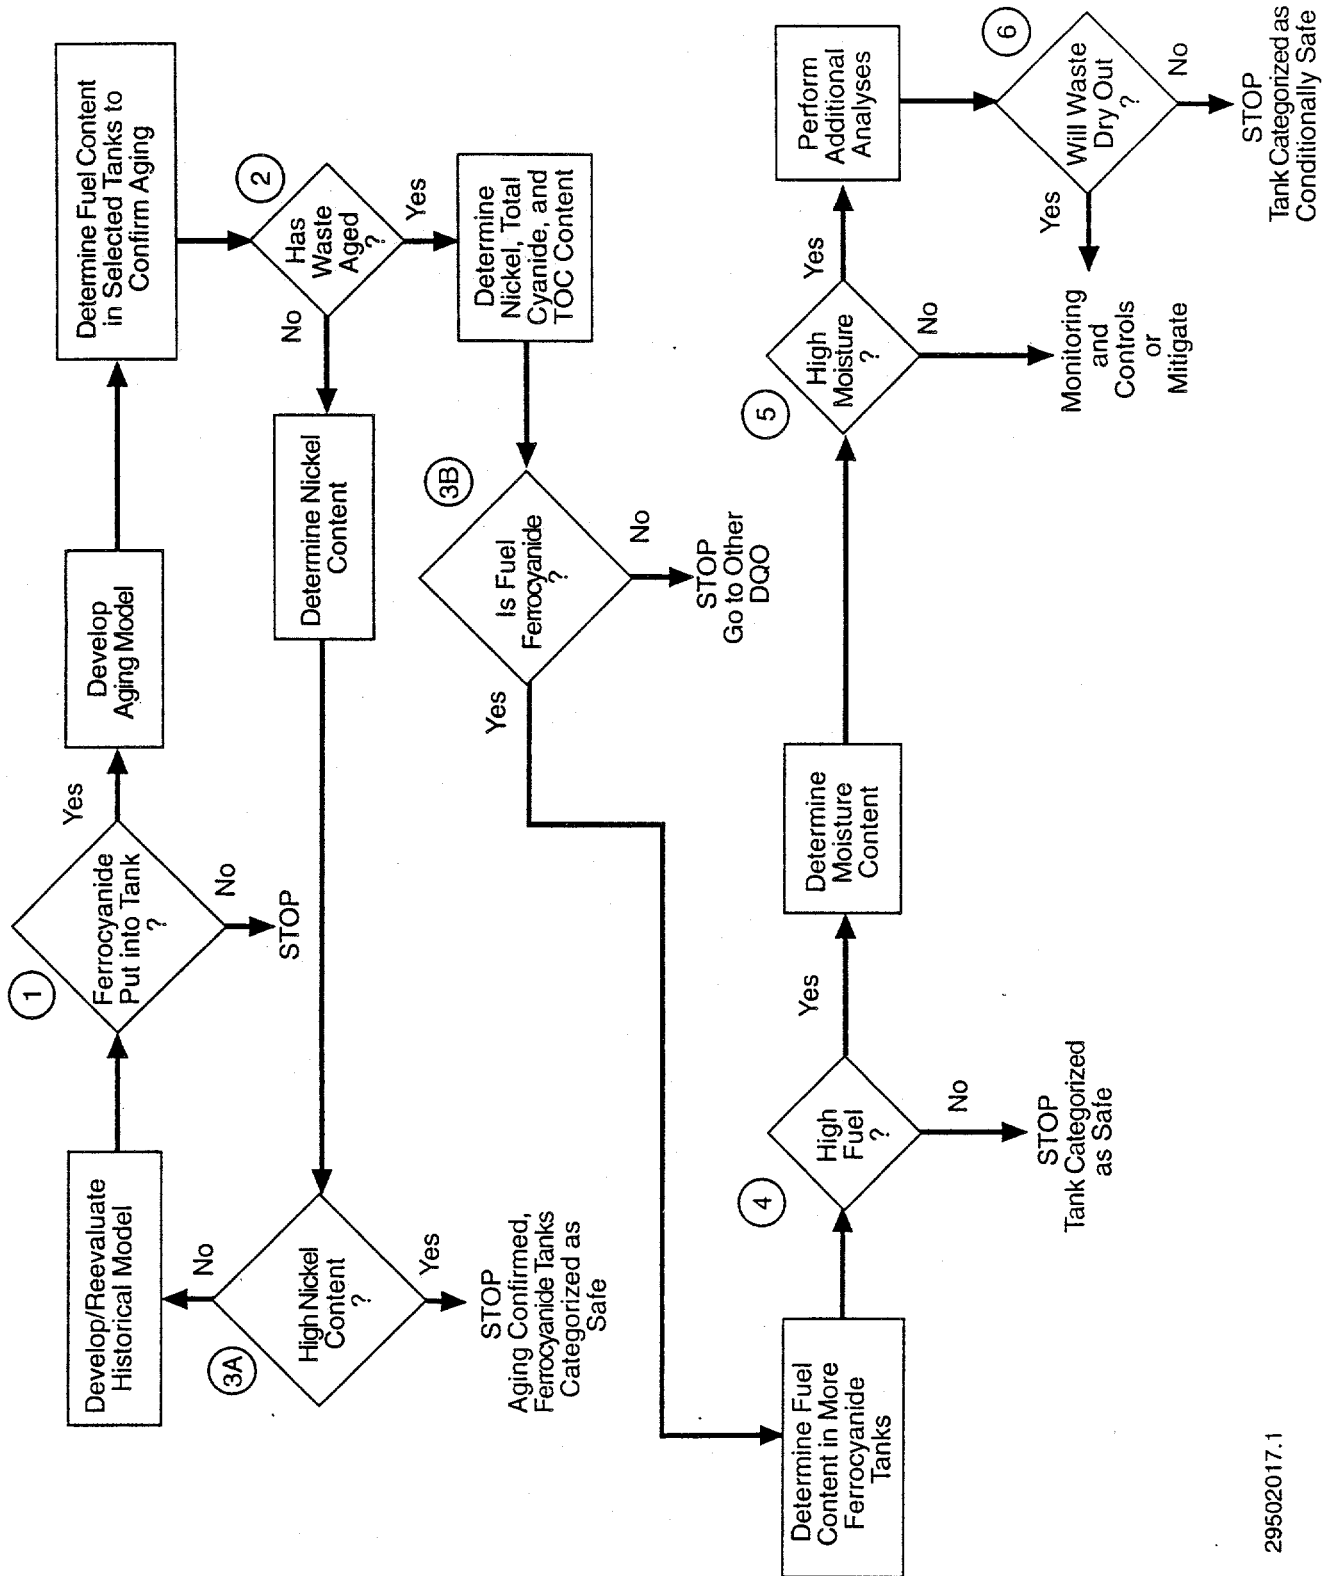 Develop/Reevaluate
Historical Model
1
Ferrocyanide
Put into Tank
?
Yes
No
STOP
Develop
Aging Model
Determine Fuel Content
in Selected Tanks to
Confirm Aging
2
Has
Waste
Aged
?
No
Yes
Determine Nickel
Content
3A
High Nickel
Content
?
No
Yes
STOP
Aging Confirmed,
Ferrocyanide Tanks
Categorized as
Safe
Determine
Nickel, Total
Cyanide, and
TOC Content
3B
Is Fuel
Ferrocyanide
?
Yes
No
STOP
Go to Other
DQO
Determine Fuel
Content in More
Ferrocyanide
Tanks
4
High
Fuel
?
Yes
No
STOP
Tank Categorized
as Safe
Determine
Moisture
Content
5
High
Moisture
?
Yes
No
Monitoring
and
Controls
or
Mitigate
Perform
Additional
Analyses
6
Will Waste
Dry Out
?
Yes
No
STOP
Tank Categorized as
Conditionally Safe
29502017.1